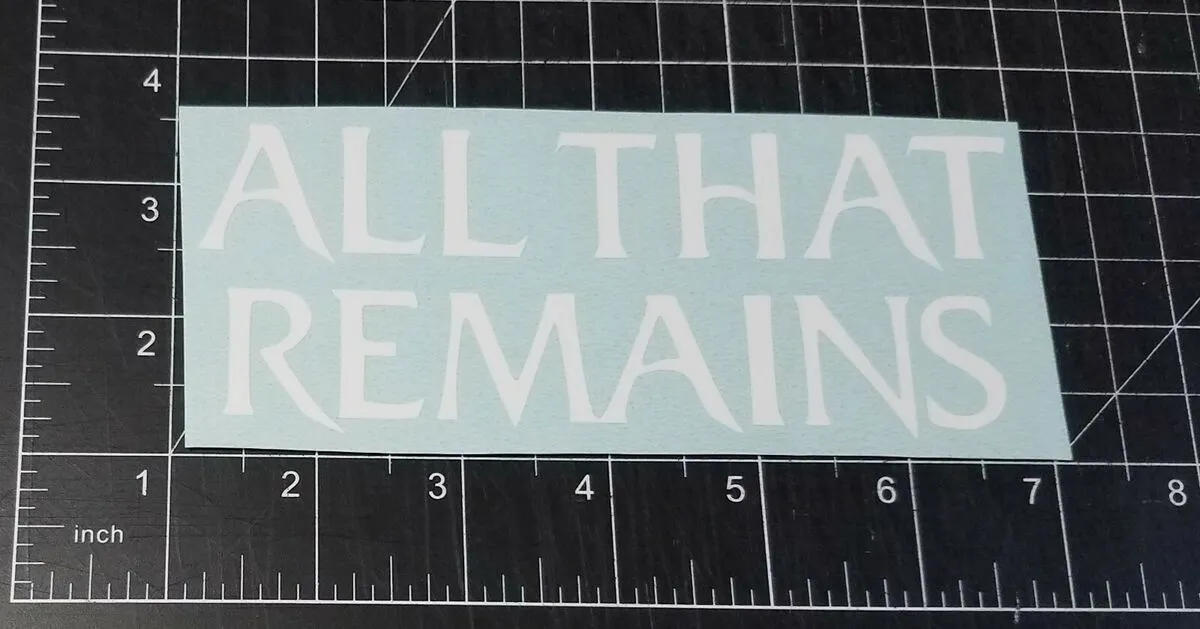 4
ALL THAT
3
REMAINS
2
1 2 3 4 5 6 7 8
inch